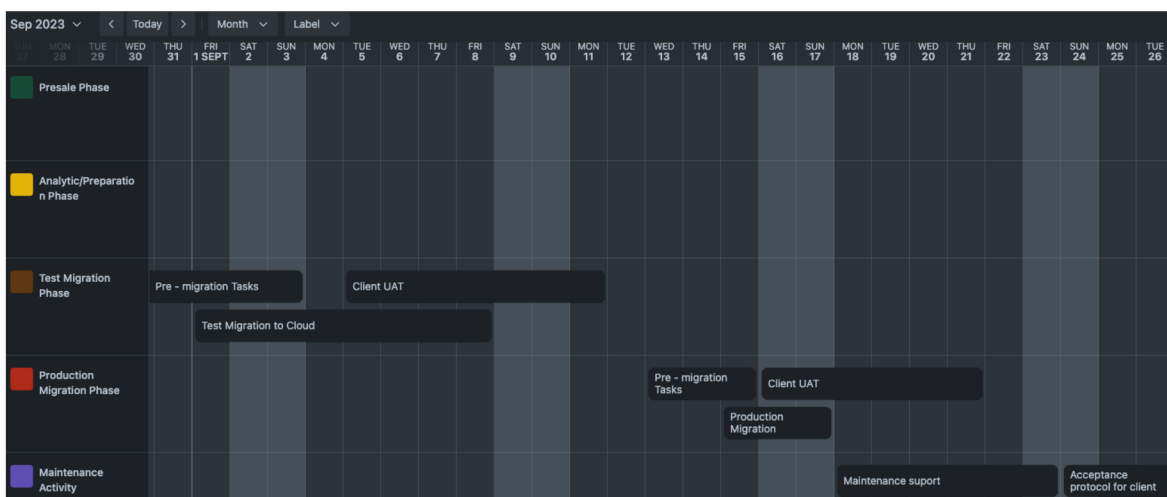 Sep 2023 < Today > Month Label
SUN MON TUE WED THU FRI SAT SUN MON TUE WED THU FRI SAT SUN MON TUE WED THU FRI SAT SUN MON TUE WED THU FRI SAT SUN MON TUE
27 28 29 30 31 1 SEPT 2 3 4 5 6 7 8 9 10 11 12 13 14 15 16 17 18 19 20 21 22 23 24 25 26
Presale Phase
Analytic/Preparatio
n Phase
Test Migration
Phase
Pre - migration Tasks
Client UAT
Test Migration to Cloud
Production
Migration Phase
Pre - migration
Tasks
Client UAT
Production
Migration
Maintenance
Activity
Maintenance suport
Acceptance
protocol for client